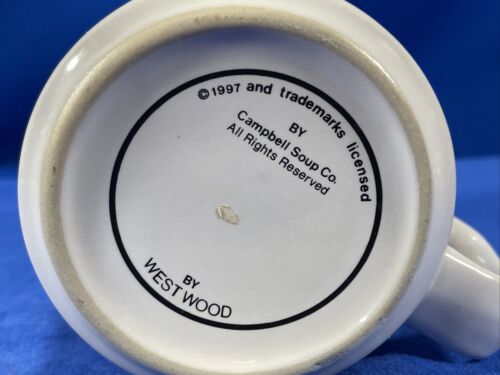 ©1997 and trademarks licensed
BY
Campbell Soup Co.
All Rights Reserved
BY
WESTWOOD